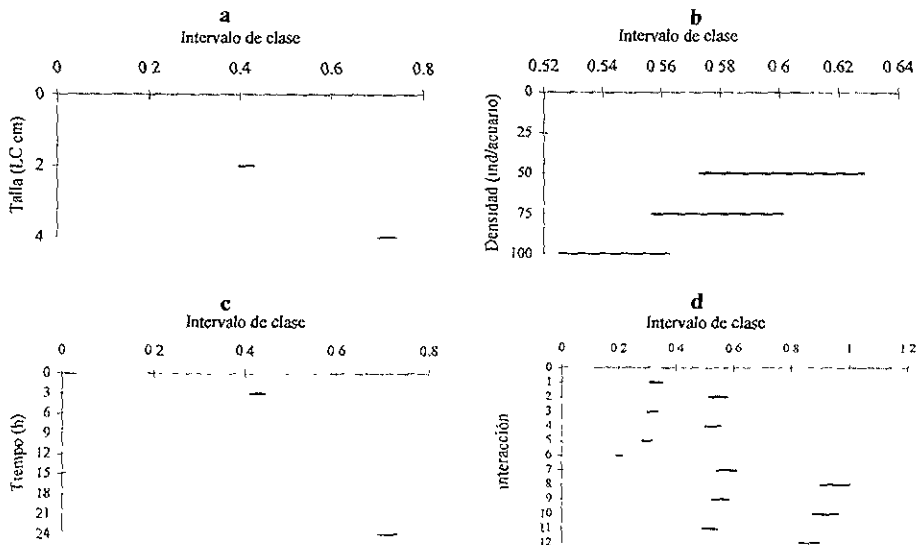 a
Intervalo de clase
0 0 2 0.4 0.6 0.8
Talla (LC cm)
0
2
4
b
Intervalo de clase
0.52 0 54 0 56 0 58 0 6 0 62 0 64
Densidad (ind/acuario)
0
25
50
75
100
c
Intervalo de clase
0 0 2 0 4 0 6 0 8
Tiempo (h)
0
3
6
9
12
15
18
21
24
d
Intervalo de clase
0 0 2 0 4 0 6 0 8 1 1 2
Interacción
0
1
2
3
4
5
6
7
8
9
10
11
12